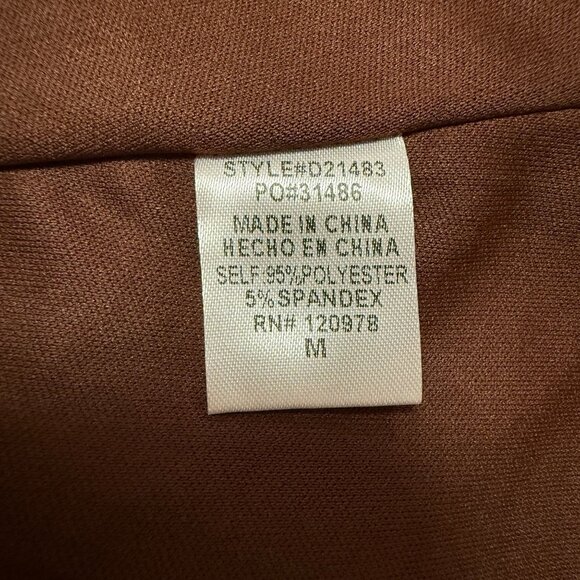 STYLE#D21483
PO#31486
MADE IN CHINA
HECHO EN CHINA
SELF:95%POLYESTER
5%SPANDEX
RN# 120978
M